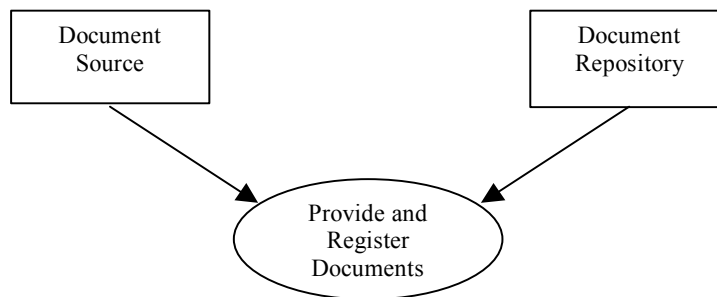 Document
Source
Document
Repository
Provide and
Register
Documents